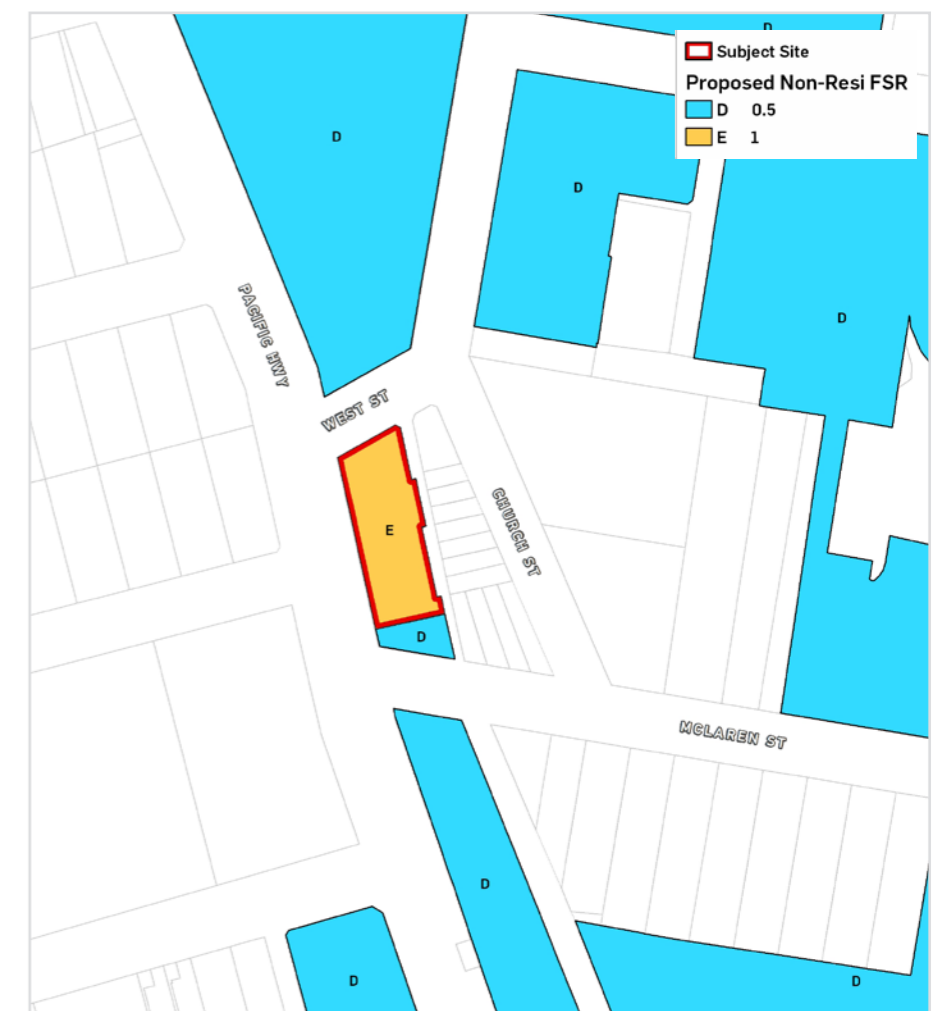 D
Subject Site
Proposed Non-Resi FSR
D 0.5
E 1
D
D
D
PACIFIC HWY
WEST ST
CHURCH ST
E
D
MCLAREN ST
D
D
D